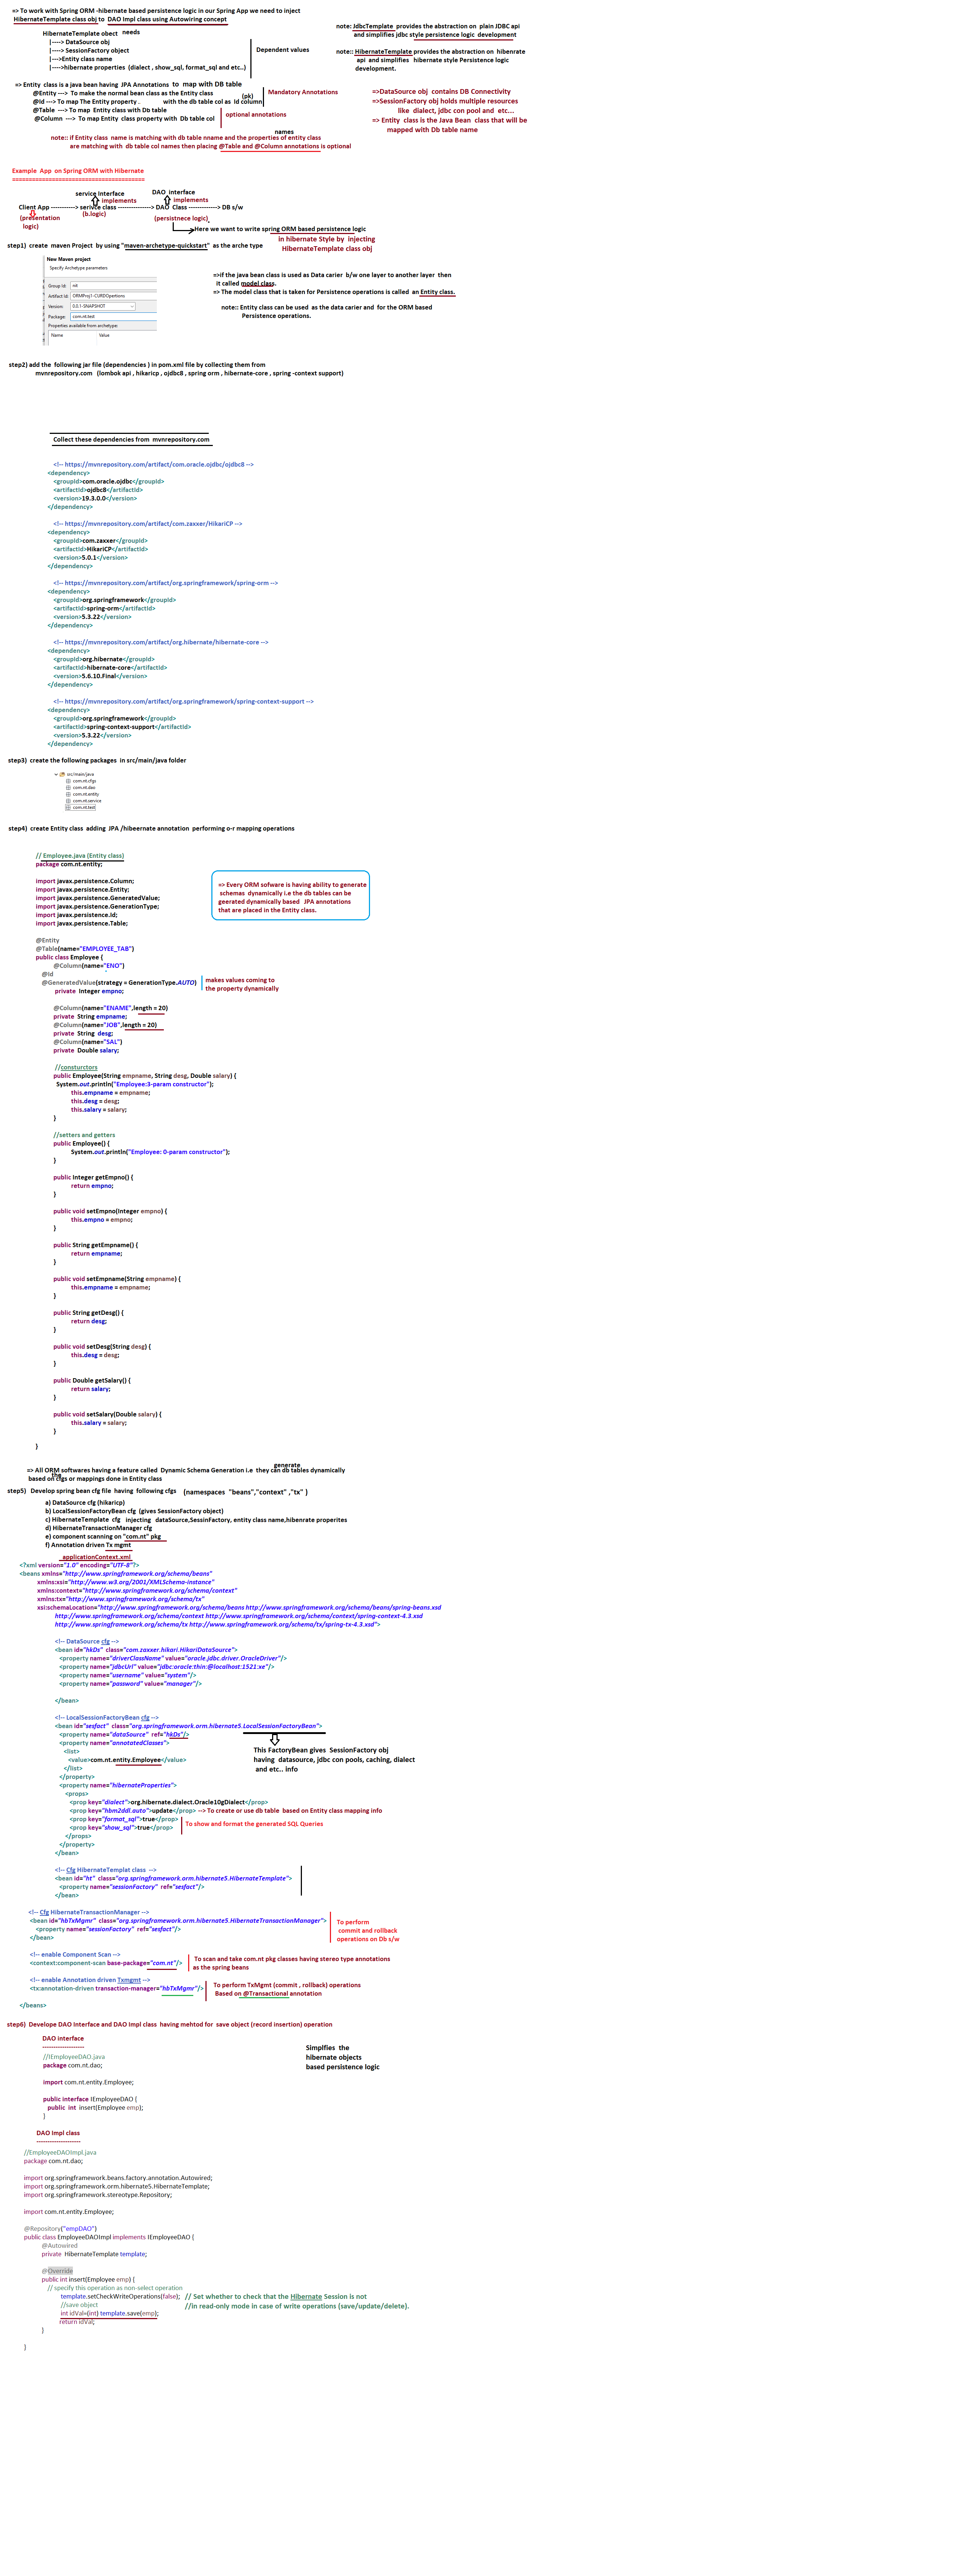 => To work with Spring ORM -hibernate based persistence logic in our Spring App we need to inject
HibernateTemplate class obj to DAO Impl class using Autowiring concept
HibernateTemplate obect needs
|----> DataSource obj
|----> SessionFactory object
|--->Entity class name
|---->hibernate properties (dialect , show_sql, format_sql and etc..)
Dependent values
note: JdbcTemplate provides the abstraction on plain JDBC api
and simplifies jdbc style persistence logic development
note:: HibernateTemplate provides the abstraction on hibenrate
api and simplifies hibernate style Persistence logic
development.
=> Entity class is a java bean having JPA Annotations to map with DB table
@Entity ---> To make the normal bean class as the Entity class
(pk)
@Id ---> To map The Entity property . with the db table col as Id column
@Table ---> To map Entity class with Db table
@Column ---> To map Entity class property with Db table col
Mandatory Annotations
optional annotations
=>DataSource obj contains DB Connectivity
=>SessionFactory obj holds multiple resources
like dialect, jdbc con pool and etc...
=> Entity class is the Java Bean class that will be
mapped with Db table name
names
note:: if Entity class name is matching with db table nname and the properties of entity class
are matching with db table col names then placing @Table and @Column annotations is optional
Example App on Spring ORM with Hibernate
========================================
service Interface
implements
DAO interface
implements
Client App -----------> serivce class ---------------> DAO Class -------------> DB s/w
(presentation
logic)
(b.logic)
(persistnece logic)
Here we want to write spring ORM based persistence logic
in hibernate Style by injecting
HibernateTemplate class obj
step1) create maven Project by using "maven-archetype-quickstart" as the arche type
New Maven project
Specify Archetype parameters
Group Id: nit
Artifact Id: ORMProj1-CURDOpertions
Version: 0.0.1-SNAPSHOT
Package: com.nt.test
Properties available from archetype:
Name Value
=>if the java bean class is used as Data carier b/w one layer to another layer then
it called model class.
=> The model class that is taken for Persistence operations is called an Entity class.
note:: Entity class can be used as the data carier and for the ORM based
Persistence operations.
step2) add the following jar file (dependencies ) in pom.xml file by collecting them from
mvnrepository.com (lombok api , hikaricp , ojdbc8 , spring orm , hibernate-core , spring -context support)
Collect these dependencies from mvnrepository.com
<!-- https://mvnrepository.com/artifact/com.oracle.ojdbc/ojdbc8 -->
<dependency>
<groupId>com.oracle.ojdbc</groupId>
<artifactId>ojdbc8</artifactId>
<version>19.3.0.0</version>
</dependency>
<!-- https://mvnrepository.com/artifact/com.zaxxer/HikariCP -->
<dependency>
<groupId>com.zaxxer</groupId>
<artifactId>HikariCP</artifactId>
<version>5.0.1</version>
</dependency>
<!-- https://mvnrepository.com/artifact/org.springframework/spring-orm -->
<dependency>
<groupId>org.springframework</groupId>
<artifactId>spring-orm</artifactId>
<version>5.3.22</version>
</dependency>
<!-- https://mvnrepository.com/artifact/org.hibernate/hibernate-core -->
<dependency>
<groupId>org.hibernate</groupId>
<artifactId>hibernate-core</artifactId>
<version>5.6.10.Final</version>
</dependency>
<!-- https://mvnrepository.com/artifact/org.springframework/spring-context-support -->
<dependency>
<groupId>org.springframework</groupId>
<artifactId>spring-context-support</artifactId>
<version>5.3.22</version>
</dependency>
step3) create the following packages in src/main/java folder
src/main/java
com.nt.cfgs
com.nt.dao
com.nt.entity
com.nt.service
com.nt.test
step4) create Entity class adding JPA /hibeernate annotation performing o-r mapping operations
// Employee.java (Entity class)
package com.nt.entity;
import javax.persistence.Column;
import javax.persistence.Entity;
import javax.persistence.GeneratedValue;
import javax.persistence.GenerationType;
import javax.persistence.Id;
import javax.persistence.Table;
=> Every ORM sofware is having ability to generate
schemas dynamically i.e the db tables can be
geerated dynamically based JPA annotations
that are placed in the Entity class.
@Entity
@Table(name="EMPLOYEE_TAB")
public class Employee {
@Column(name="ENO")
@Id
@GeneratedValue(strategy = GenerationType.AUTO)
private Integer empno;
makes values coming to
the property dynamically
@Column(name="ENAME",length = 20)
private String empname;
@Column(name="JOB",length = 20)
private String desg;
@Column(name="SAL")
private Double salary;
//consturctors
public Employee(String empname, String desg, Double salary) {
System.out.println("Employee:3-param constructor");
this.empname = empname;
this.desg = desg;
this.salary = salary;
}
//setters and getters
public Employee() {
System.out.println("Employee: 0-param constructor");
}
public Integer getEmpno() {
return empno;
}
public void setEmpno(Integer empno) {
this.empno = empno;
}
public String getEmpname() {
return empname;
}
public void setEmpname(String empname) {
this.empname = empname;
}
public String getDesg() {
return desg;
}
public void setDesg(String desg) {
this.desg = desg;
}
public Double getSalary() {
return salary;
}
public void setSalary(Double salary) {
this.salary = salary;
}
}
generate
=> All ORM softwares having a feature called Dynamic Schema Generation i.e they can db tables dynamically
the
based on cfgs or mappings done in Entity class
step5) Develop spring bean cfg file having following cfgs (namespaces "beans","context" ,"tx" )
a) DataSource cfg (hikaricp)
b) LocalSessionFactoryBean cfg (gives SessionFactory object)
c) HibernateTemplate cfg injecting dataSource,SessinFactory, entity class name,hibenrate properites
d) HibernateTransactionManager cfg
e) component scanning on "com.nt" pkg
f) Annotation driven Tx mgmt
applicationContext.xml
<?xml version="1.0" encoding="UTF-8"?>
<beans xmlns="http://www.springframework.org/schema/beans"
xmlns:xsi="http://www.w3.org/2001/XMLSchema-instance"
xmlns:context="http://www.springframework.org/schema/context"
xmlns:tx="http://www.springframework.org/schema/tx"
xsi:schemaLocation="http://www.springframework.org/schema/beans http://www.springframework.org/schema/beans/spring-beans.xsd
http://www.springframework.org/schema/context http://www.springframework.org/schema/context/spring-context-4.3.xsd
http://www.springframework.org/schema/tx http://www.springframework.org/schema/tx/spring-tx-4.3.xsd">
<!-- DataSource cfg -->
<bean id="hkDs" class="com.zaxxer.hikari.HikariDataSource">
<property name="driverClassName" value="oracle.jdbc.driver.OracleDriver"/>
<property name="jdbcUrl" value="jdbc:oracle:thin:@localhost:1521:xe"/>
<property name="username" value="system"/>
<property name="password" value="manager"/>
</bean>
<!-- LocalSessionFactoryBean cfg -->
<bean id="sesfact" class="org.springframework.orm.hibernate5.LocalSessionFactoryBean">
<property name="dataSource" ref="hkDs"/>
<property name="annotatedClasses">
<list>
<value>com.nt.entity.Employee</value>
</list>
</property>
This FactoryBean gives SessionFactory obj
having datasource, jdbc con pools, caching, dialect
and etc.. info
<property name="hibernateProperties">
<props>
<prop key="dialect">org.hibernate.dialect.Oracle10gDialect</prop>
<prop key="hbm2ddl.auto">update</prop> --> To create or use db table based on Entity class mapping info
<prop key="format_sql">true</prop>
<prop key="show_sql">true</prop>
To show and format the generated SQL Queries
</props>
</property>
</bean>
<!-- Cfg HibernateTemplat class -->
<bean id="ht" class="org.springframework.orm.hibernate5.HibernateTemplate">
<property name="sessionFactory" ref="sesfact"/>
</bean>
<!-- Cfg HibernateTransactionManager -->
<bean id="hbTxMgmr" class="org.springframework.orm.hibernate5.HibernateTransactionManager">
<property name="sessionFactory" ref="sesfact"/>
</bean>
To perform
commit and rollback
operations on Db s/w
<!-- enable Component Scan -->
<context:component-scan base-package="com.nt"/>
To scan and take com.nt pkg classes having stereo type annotations
as the spring beans
<!-- enable Annotation driven Txmgmt -->
<tx:annotation-driven transaction-manager="hbTxMgmr"/>
To perform TxMgmt (commit , rollback) operations
Based on @Transactional annotation
</beans>
step6) Develope DAO Interface and DAO Impl class having mehtod for save object (record insertion) operation
DAO interface
-------------------
//IEmployeeDAO.java
package com.nt.dao;
import com.nt.entity.Employee;
public interface IEmployeeDAO {
public int insert(Employee emp);
}
Simplfies the
hibernate objects
based persistence logic
DAO Impl class
--------------------
//EmployeeDAOImpl.java
package com.nt.dao;
import org.springframework.beans.factory.annotation.Autowired;
import org.springframework.orm.hibernate5.HibernateTemplate;
import org.springframework.stereotype.Repository;
import com.nt.entity.Employee;
@Repository("empDAO")
public class EmployeeDAOImpl implements IEmployeeDAO {
@Autowired
private HibernateTemplate template;
@Override
public int insert(Employee emp) {
// specify this operation as non-select operation
template.setCheckWriteOperations(false); // Set whether to check that the Hibernate Session is not
//in read-only mode in case of write operations (save/update/delete).
//save object
int idVal=(int) template.save(emp);
return idVal;
}
}